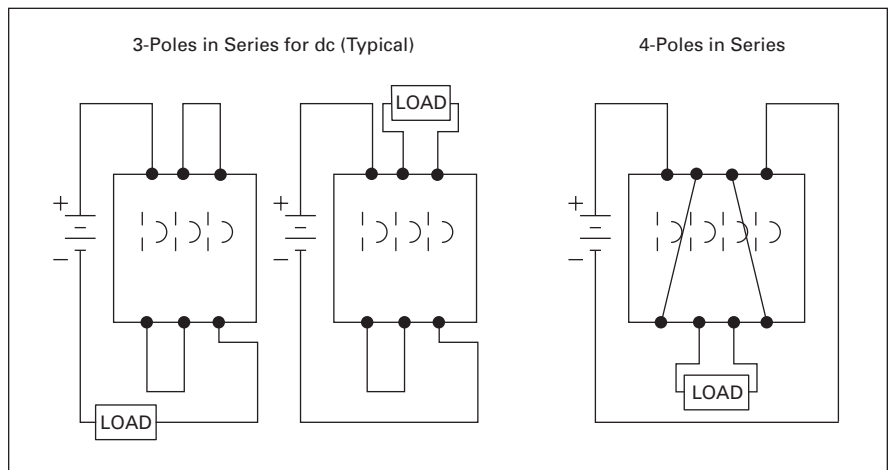 3-Poles in Series for dc (Typical)
4-Poles in Series
LOAD
+
–
LOAD
+
–
+
–
LOAD
LOAD